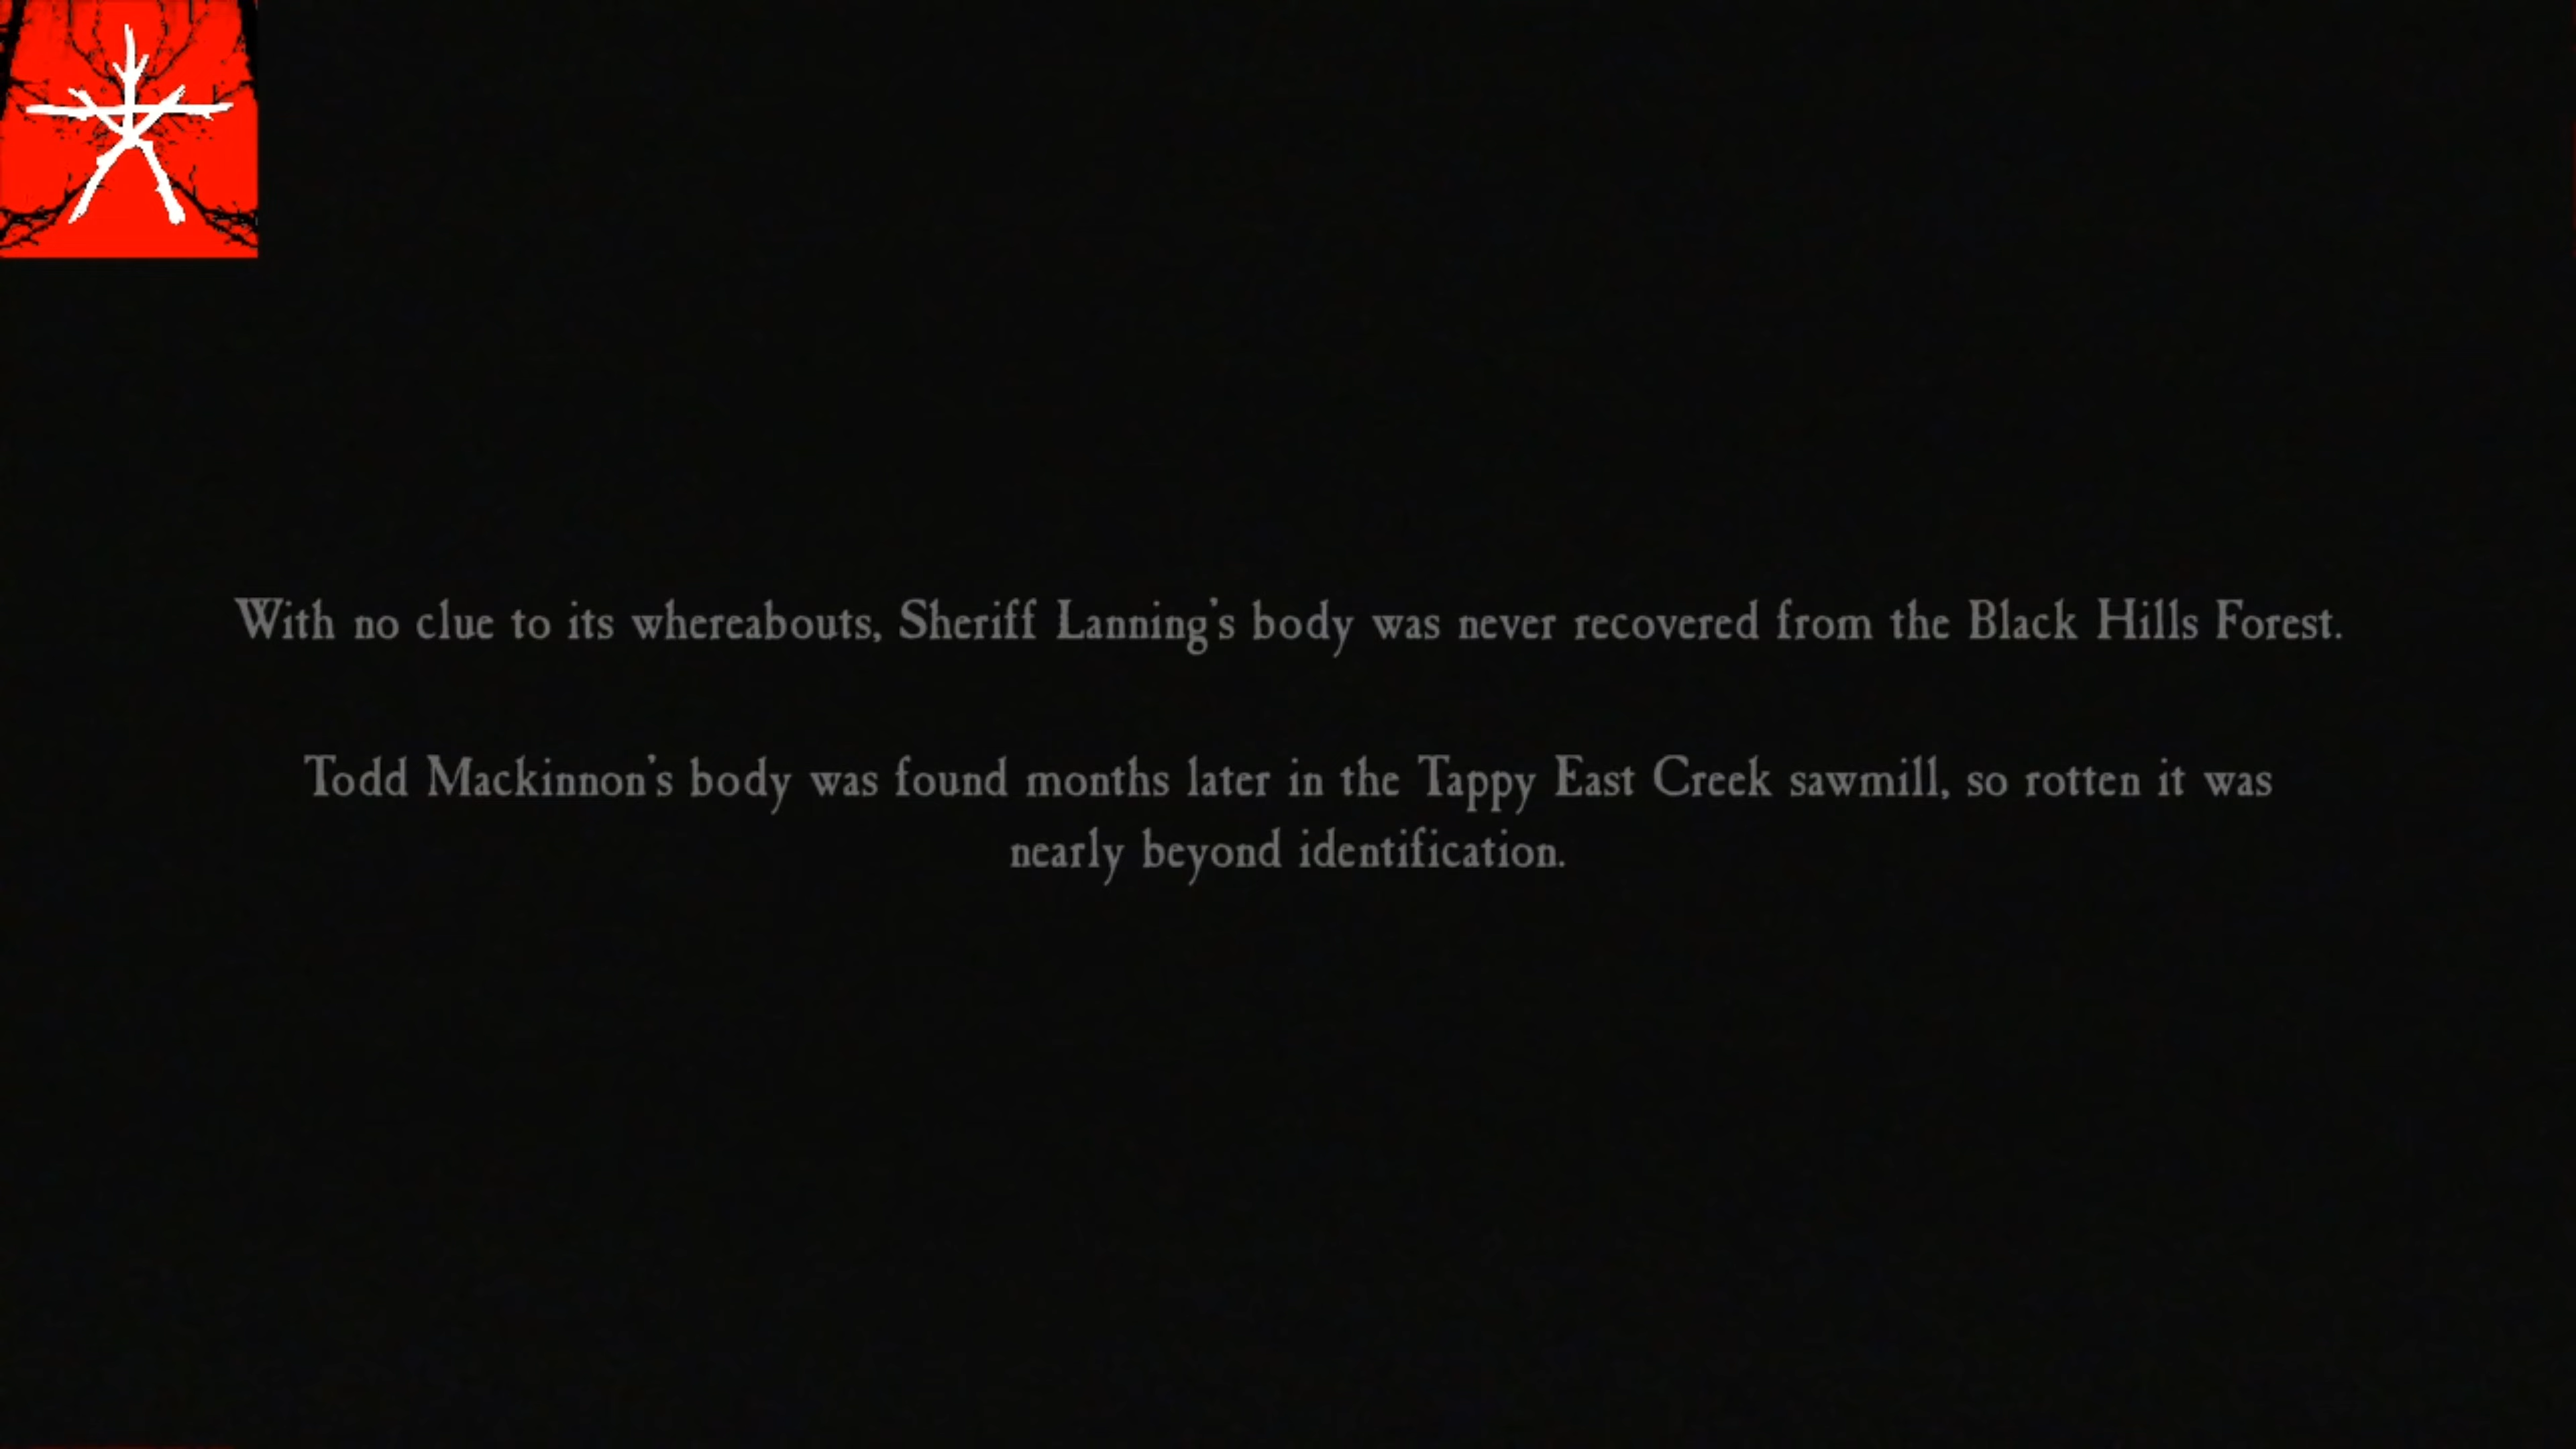 With no clue to its whereabouts, Sheriff Lanning's body was never recovered from the Black Hills Forest.
Todd Mackinnon's body was found months later in the Tappy East Creek sawmill, so rotten it was
nearly beyond identification.